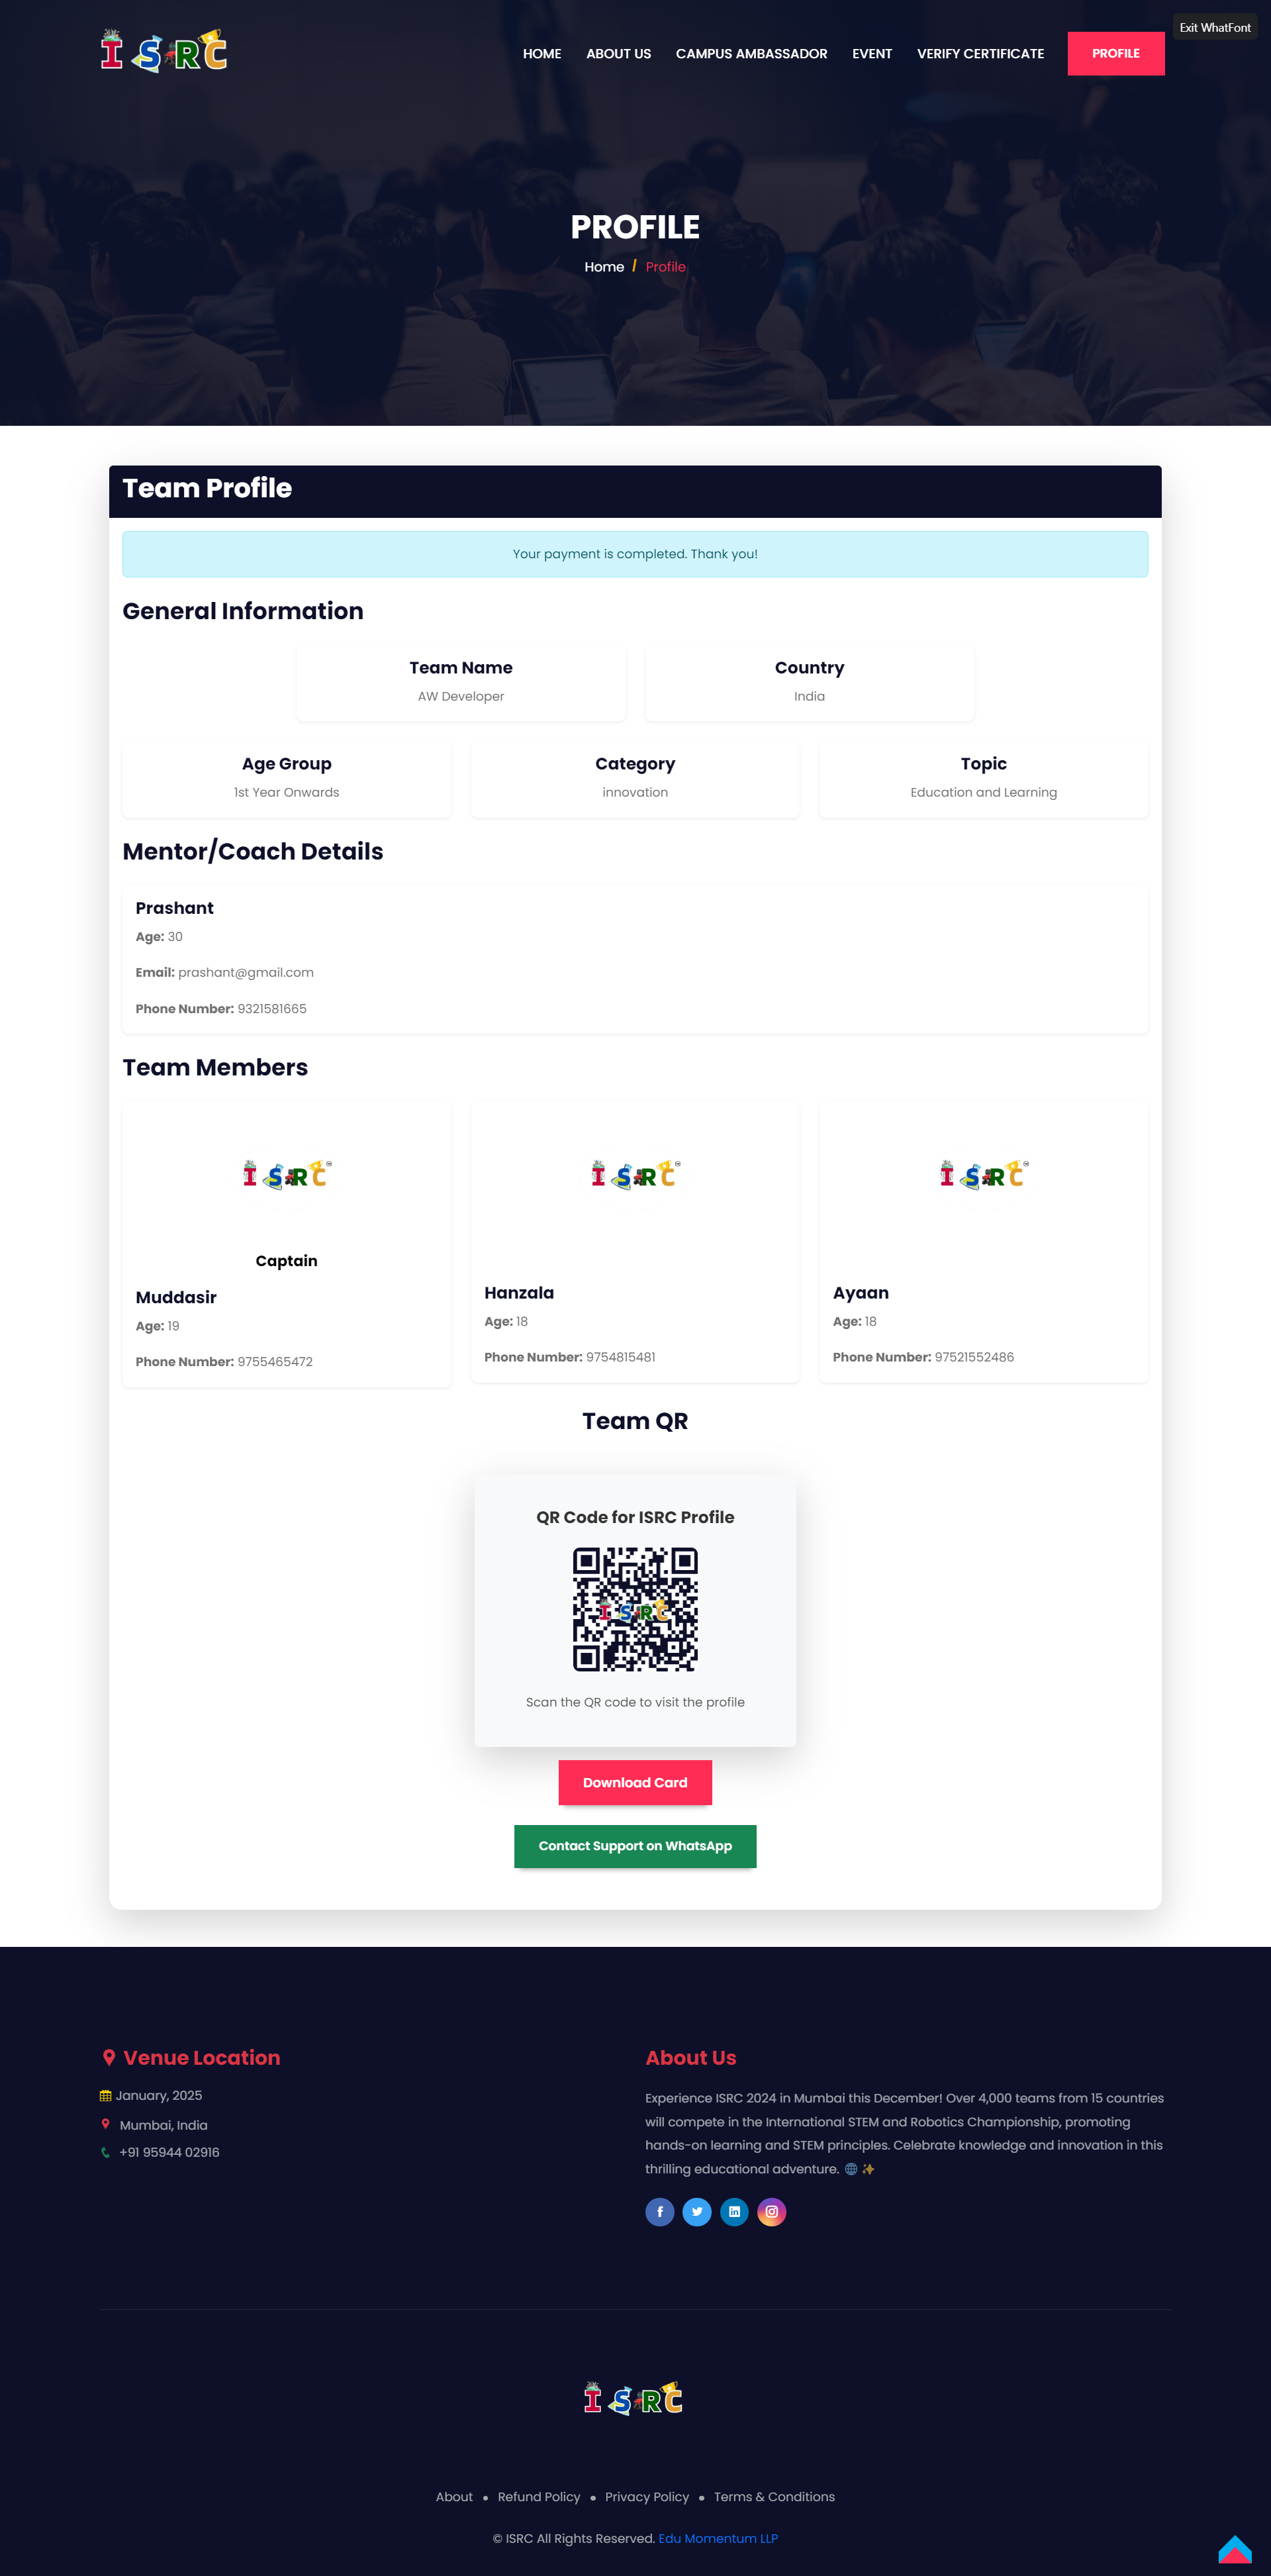 ISRC
HOME ABOUT US CAMPUS AMBASSADOR EVENT VERIFY CERTIFICATE PROFILE
Exit WhatFont
PROFILE
Home / Profile
Team Profile
Your payment is completed. Thank you!
General Information
Team Name
AW Developer
Country
India
Age Group
1st Year Onwards
Category
innovation
Topic
Education and Learning
Mentor/Coach Details
Prashant
Age: 30
Email: prashant@gmail.com
Phone Number: 9321581665
Team Members
ISRC
Captain
Muddasir
Age: 19
Phone Number: 9755465472
ISRC
Hanzala
Age: 18
Phone Number: 9754815481
ISRC
Ayaan
Age: 18
Phone Number: 97521552486
Team QR
QR Code for ISRC Profile
ISRC
Scan the QR code to visit the profile
Download Card
Contact Support on WhatsApp
Venue Location
January, 2025
Mumbai, India
+91 95944 02916
About Us
Experience ISRC 2024 in Mumbai this December! Over 4,000 teams from 15 countries
will compete in the International STEM and Robotics Championship, promoting
hands-on learning and STEM principles. Celebrate knowledge and innovation in this
thrilling educational adventure. 🌐 ✨
ISRC
About • Refund Policy • Privacy Policy • Terms & Conditions
© ISRC All Rights Reserved. Edu Momentum LLP